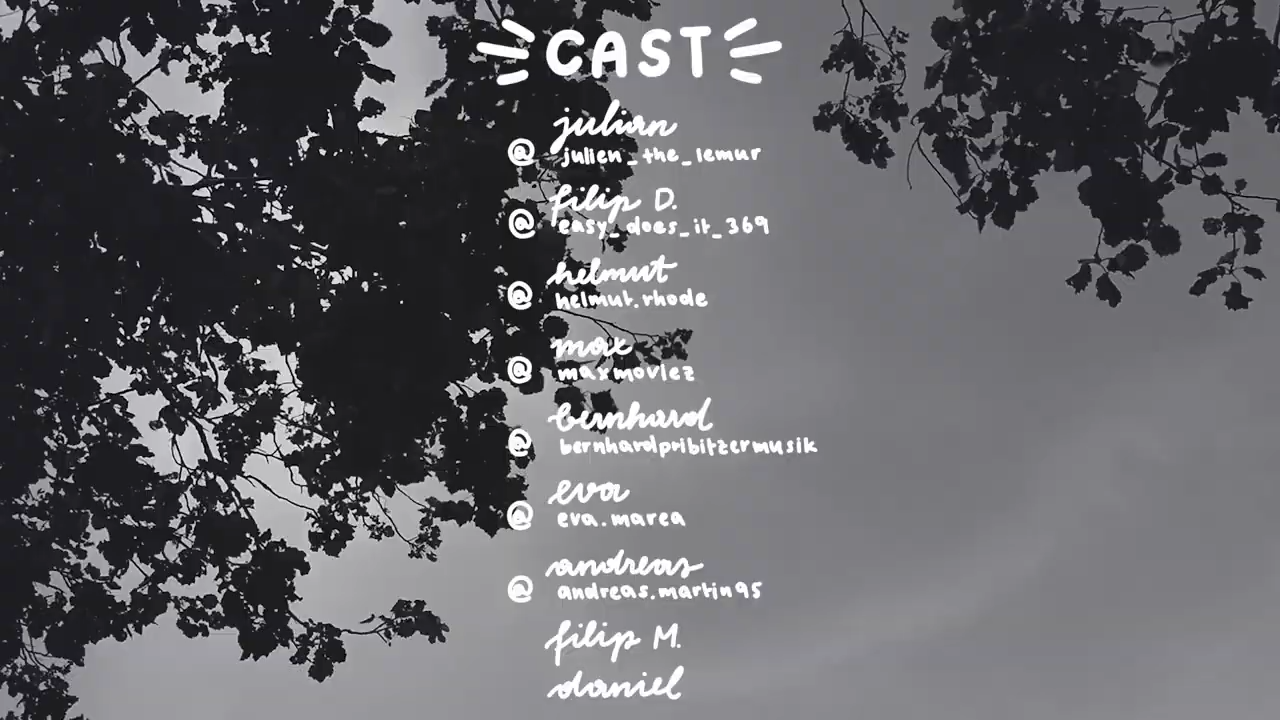 CAST
julian
@ julien_the_lemur
filip D.
@ easy_does_it_369
helmut
@ helmut.rhode
max
@ maxmoviez
bernhard
@ bernhardpribitzermusik
eva
@ eva.marea
andreas
@ andreas.martin95
filip M.
daniel